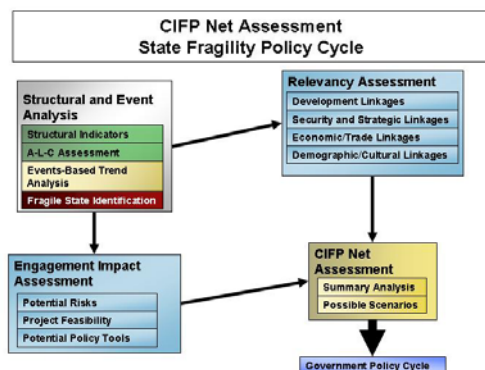 CIFP Net Assessment
State Fragility Policy Cycle
Structural and Event
Analysis
Structural Indicators
A-L-C Assessment
Events-Based Trend
Analysis
Fragile State Identification
Relevancy Assessment
Development Linkages
Security and Strategic Linkages
Economic/Trade Linkages
Demographic/Cultural Linkages
Engagement Impact
Assessment
Potential Risks
Project Feasibility
Potential Policy Tools
CIFP Net
Assessment
Summary Analysis
Possible Scenarios
Government Policy Cycle